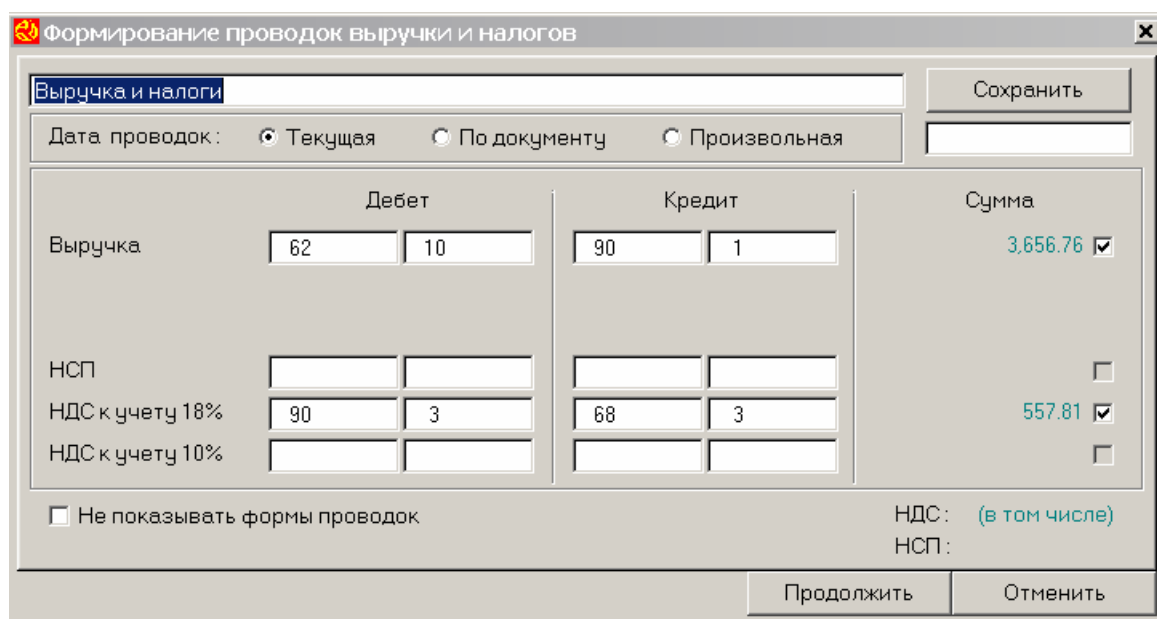 Формирование проводок выручки и налогов
Выручка и налоги
Сохранить
Дата проводок: Текущая По документу Произвольная
Дебет Кредит Сумма
Выручка 62 10 90 1 3,656.76
НСП
НДС к учету 18% 90 3 68 3 557.81
НДС к учету 10%
Не показывать формы проводок НДС: (в том числе)
НСП:
Продолжить Отменить